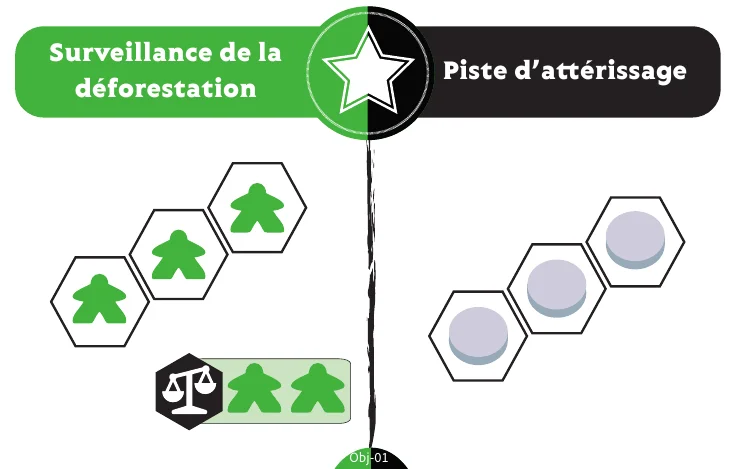 Surveillance de la
déforestation
Piste d’attérissage
Obj-01